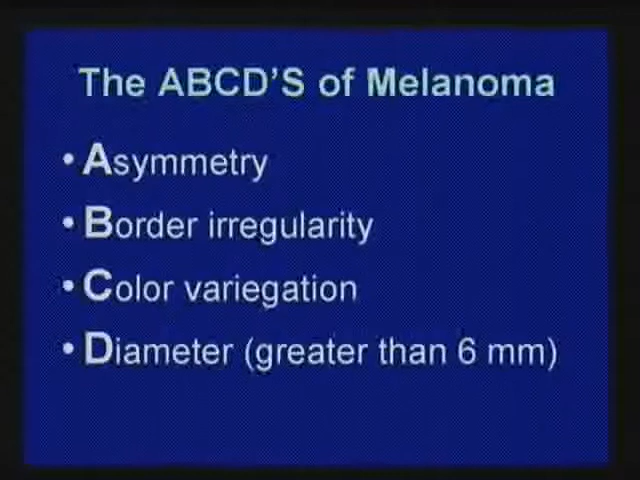 The ABCD'S of Melanoma
• Asymmetry
• Border irregularity
• Color variegation
• Diameter (greater than 6 mm)